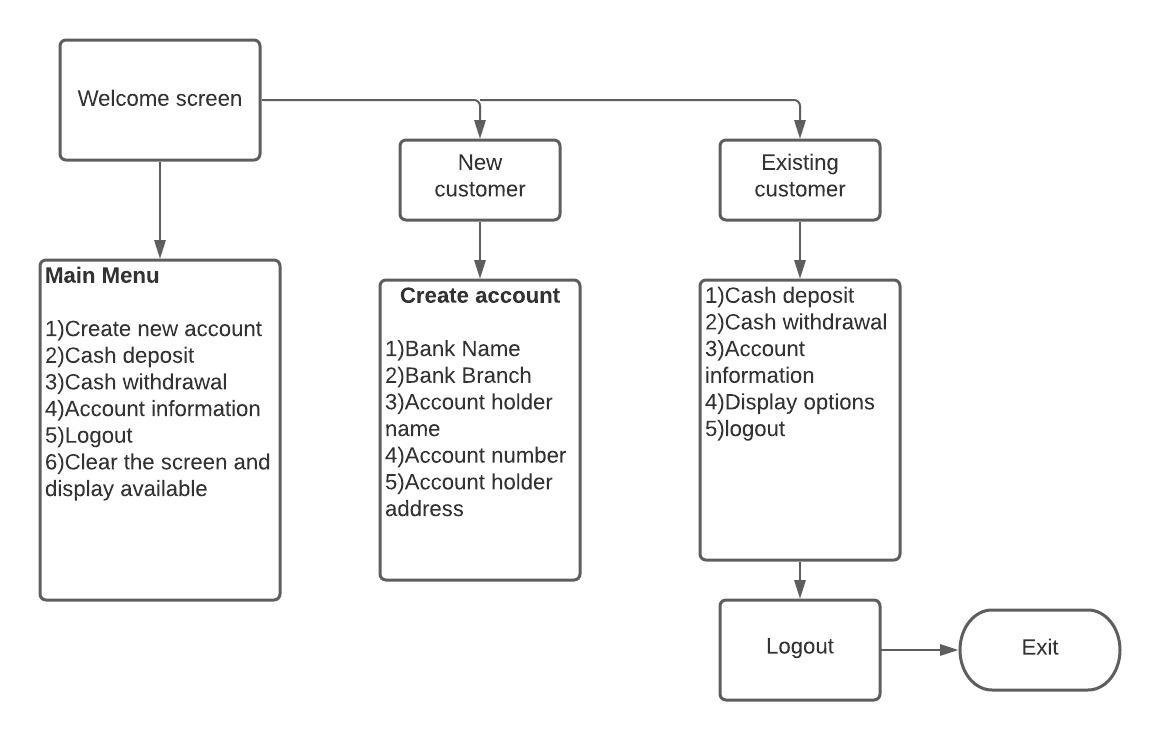 Welcome screen
New
customer
Existing
customer
Main Menu
1)Create new account
2)Cash deposit
3)Cash withdrawal
4)Account information
5)Logout
6)Clear the screen and
display available
Create account
1)Bank Name
2)Bank Branch
3)Account holder
name
4)Account number
5)Account holder
address
1)Cash deposit
2)Cash withdrawal
3)Account
information
4)Display options
5)logout
Logout
Exit